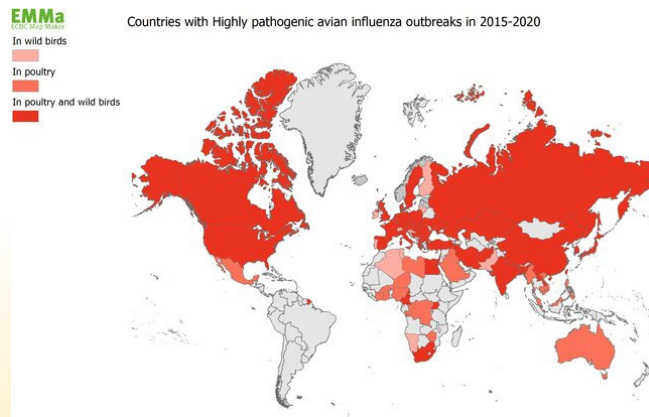 EMMa
ECDC Map Maker
Countries with Highly pathogenic avian influenza outbreaks in 2015-2020
In wild birds
In poultry
In poultry and wild birds